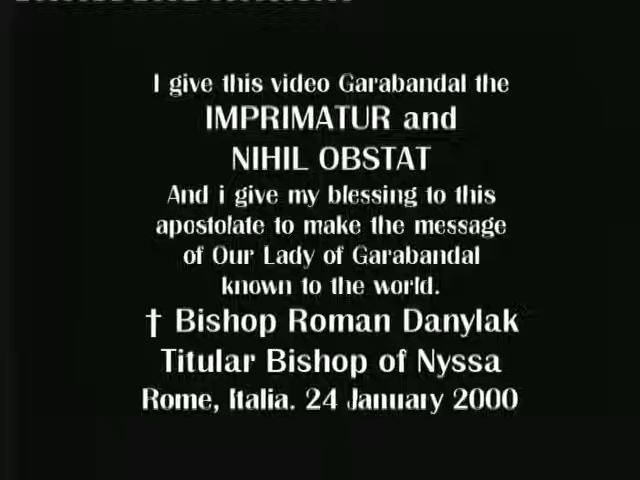 I give this video Garabandal the
IMPRIMATUR and
NIHIL OBSTAT
And i give my blessing to this
apostolate to make the message
of Our Lady of Garabandal
known to the world.
† Bishop Roman Danylak
Titular Bishop of Nyssa
Rome, Italia. 24 January 2000